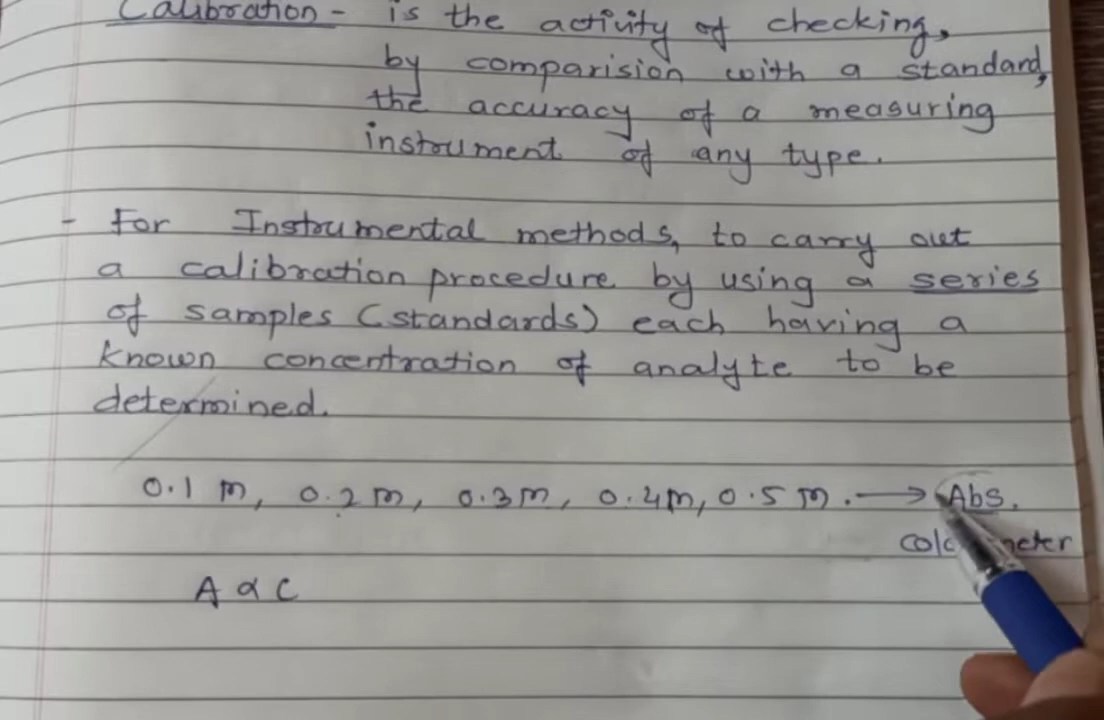 Calibration - is the activity of checking,
by comparision with a standard,
the accuracy of a measuring
instrument of any type.
- For Instrumental methods, to carry out
a calibration procedure by using a series
of samples (standards) each having a
known concentration of analyte to be
determined.
0.1 m, 0.2 m, 0.3 m, 0.4 m, 0.5 m. → Abs.
A α C